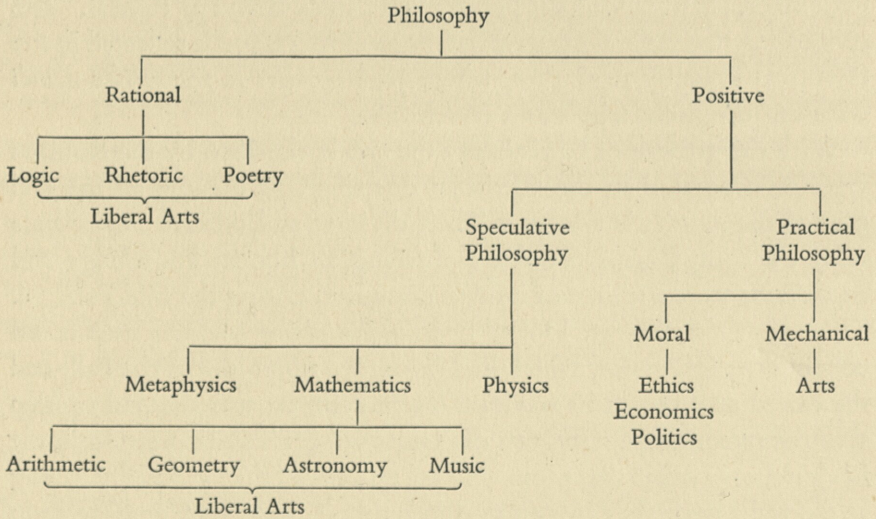 Philosophy
Rational Positive
Logic Rhetoric Poetry
Liberal Arts
Speculative
Philosophy
Practical
Philosophy
Moral Mechanical
Metaphysics Mathematics Physics Ethics Arts
Economics
Politics
Arithmetic Geometry Astronomy Music
Liberal Arts